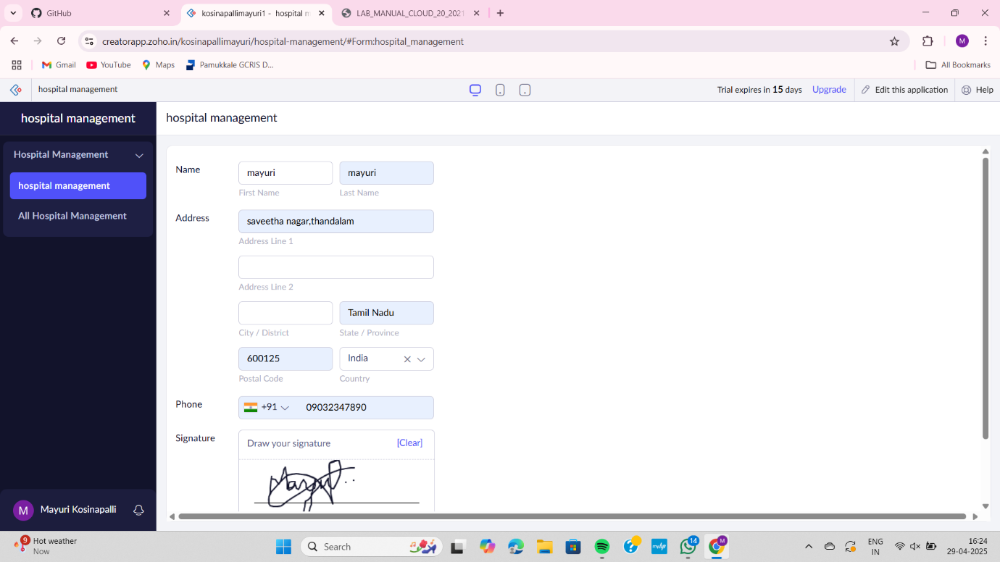 GitHub
kosinapallimayuri1 - hospital m
LAB_MANUAL_CLOUD_20_2021
creatorapp.zoho.in/kosinapallimayuri/hospital-management/#Form:hospital_management
M
Gmail
YouTube
Maps
Pamukkale GCRIS D...
All Bookmarks
hospital management
Trial expires in 15 days
Upgrade
Edit this application
Help
hospital management
hospital management
Hospital Management
hospital management
All Hospital Management
Name
mayuri
mayuri
First Name
Last Name
Address
saveetha nagar,thandalam
Address Line 1
Address Line 2
Tamil Nadu
City / District
State / Province
600125
India
Postal Code
Country
Phone
+91
09032347890
Signature
Draw your signature
[Clear]
M
Mayuri Kosinapalli
9
Hot weather
Now
Search
14
M
ENG
IN
16:24
29-04-2025